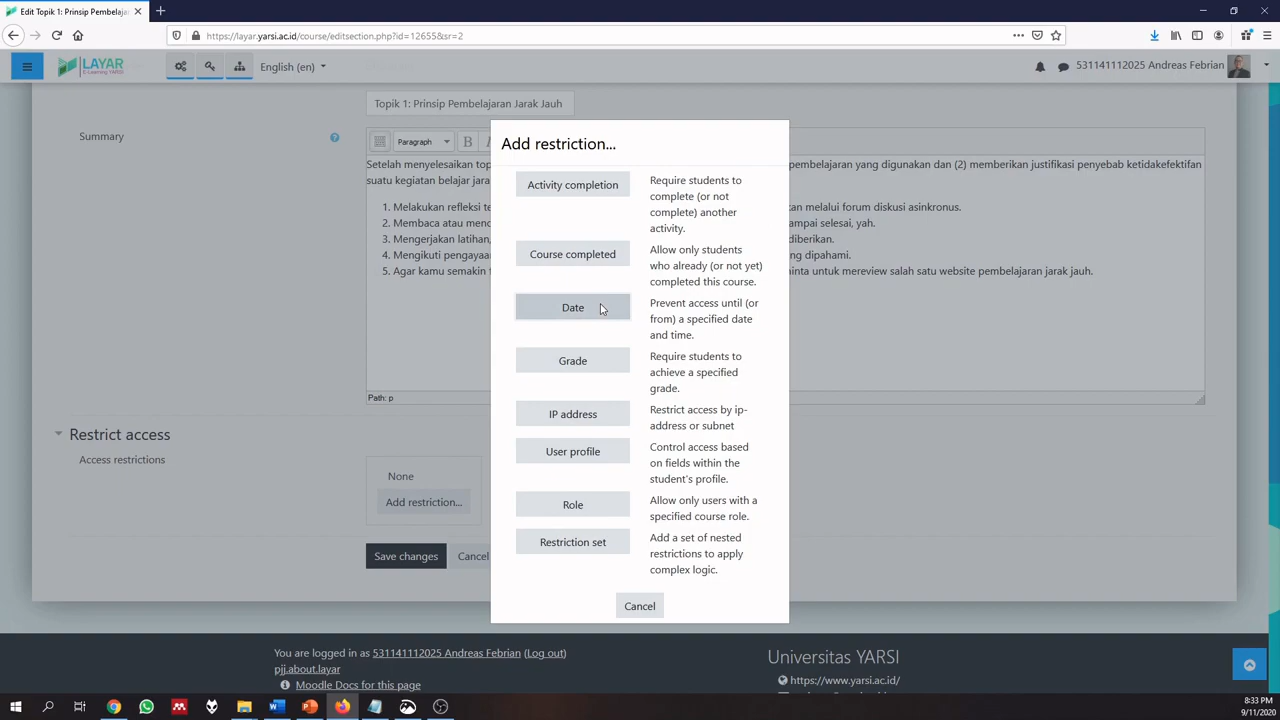 Edit Topik 1: Prinsip Pembelaja
https://layar.yarsi.ac.id/course/editsection.php?id=12655&sr=2
LAYAR
E-Learning YARSI
English (en)
531141112025 Andreas Febrian
Topik 1: Prinsip Pembelajaran Jarak Jauh
Summary
Paragraph
B
Setelah menyelesaikan top
pembelajaran yang digunakan dan (2) memberikan justifikasi penyebab ketidakefektifan
suatu kegiatan belajar jara
1. Melakukan refleksi te
kan melalui forum diskusi asinkronus.
2. Membaca atau menc
ampai selesai, yah.
3. Mengerjakan latihan,
diberikan.
4. Mengikuti pengayaa
g dipahami.
5. Agar kamu semakin t
inta untuk mereview salah satu website pembelajaran jarak jauh.
Path: p
Restrict access
Access restrictions
None
Add restriction...
Save changes
Cancel
Add restriction...
Activity completion
Require students to
complete (or not
complete) another
activity.
Course completed
Allow only students
who already (or not yet)
completed this course.
Date
Prevent access until (or
from) a specified date
and time.
Grade
Require students to
achieve a specified
grade.
IP address
Restrict access by ip-
address or subnet
User profile
Control access based
on fields within the
student's profile.
Role
Allow only users with a
specified course role.
Restriction set
Add a set of nested
restrictions to apply
complex logic.
Cancel
You are logged in as 531141112025 Andreas Febrian (Log out)
pjj.about.layar
Moodle Docs for this page
Universitas YARSI
https://www.yarsi.ac.id/
8:33 PM
9/11/2020